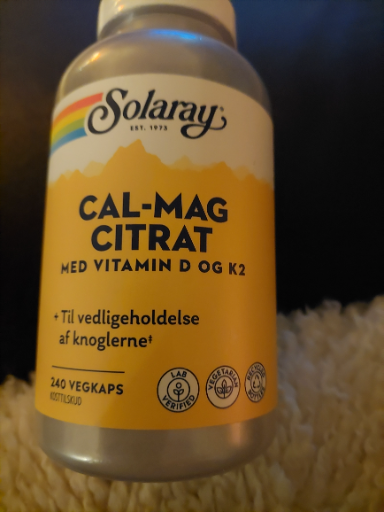 Solaray
EST. 1973
CAL-MAG
CITRAT
MED VITAMIN D OG K2
+ Til vedligeholdelse
af knoglerne‡
240 VEGKAPS
KOSTTILSKUD
LAB
VERIFIED
VEGETARIAN